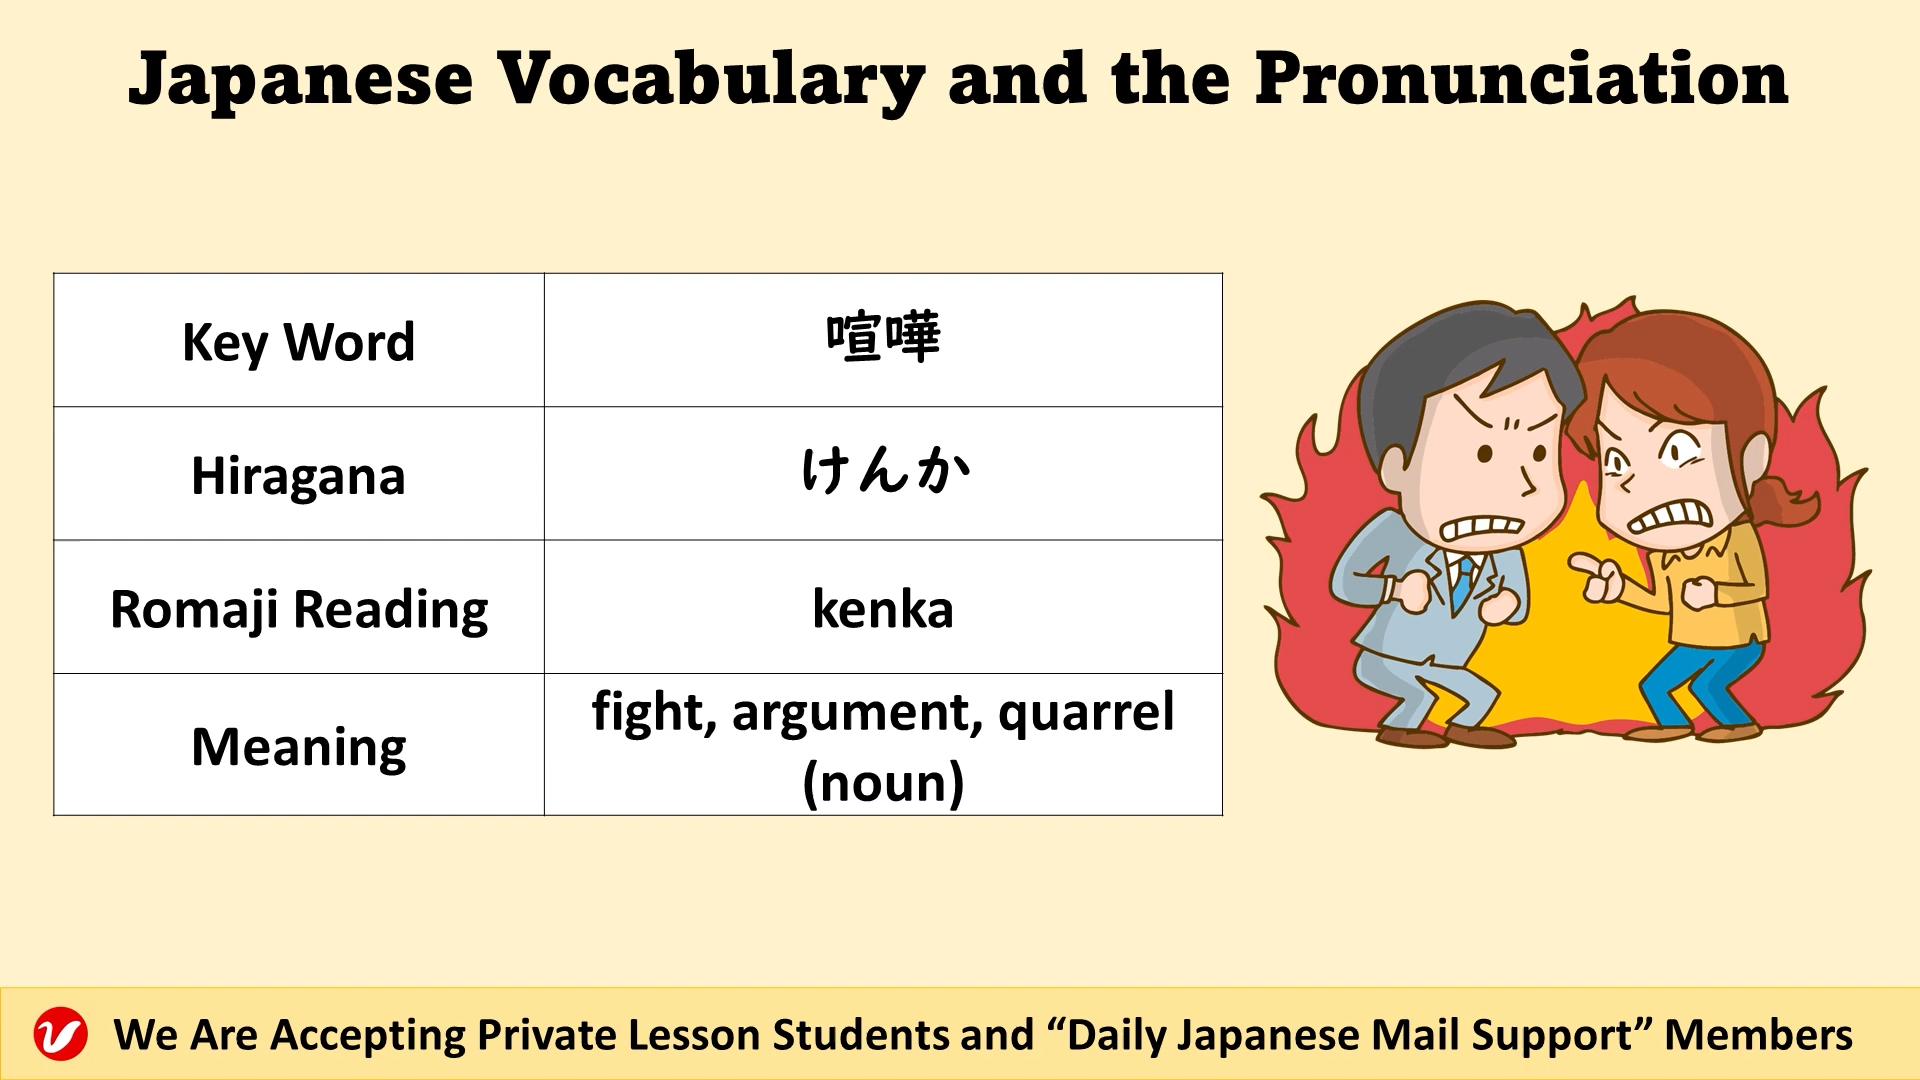 Japanese Vocabulary and the Pronunciation
Key Word
喧嘩
Hiragana
けんか
Romaji Reading
kenka
Meaning
fight, argument, quarrel
(noun)
We Are Accepting Private Lesson Students and “Daily Japanese Mail Support” Members